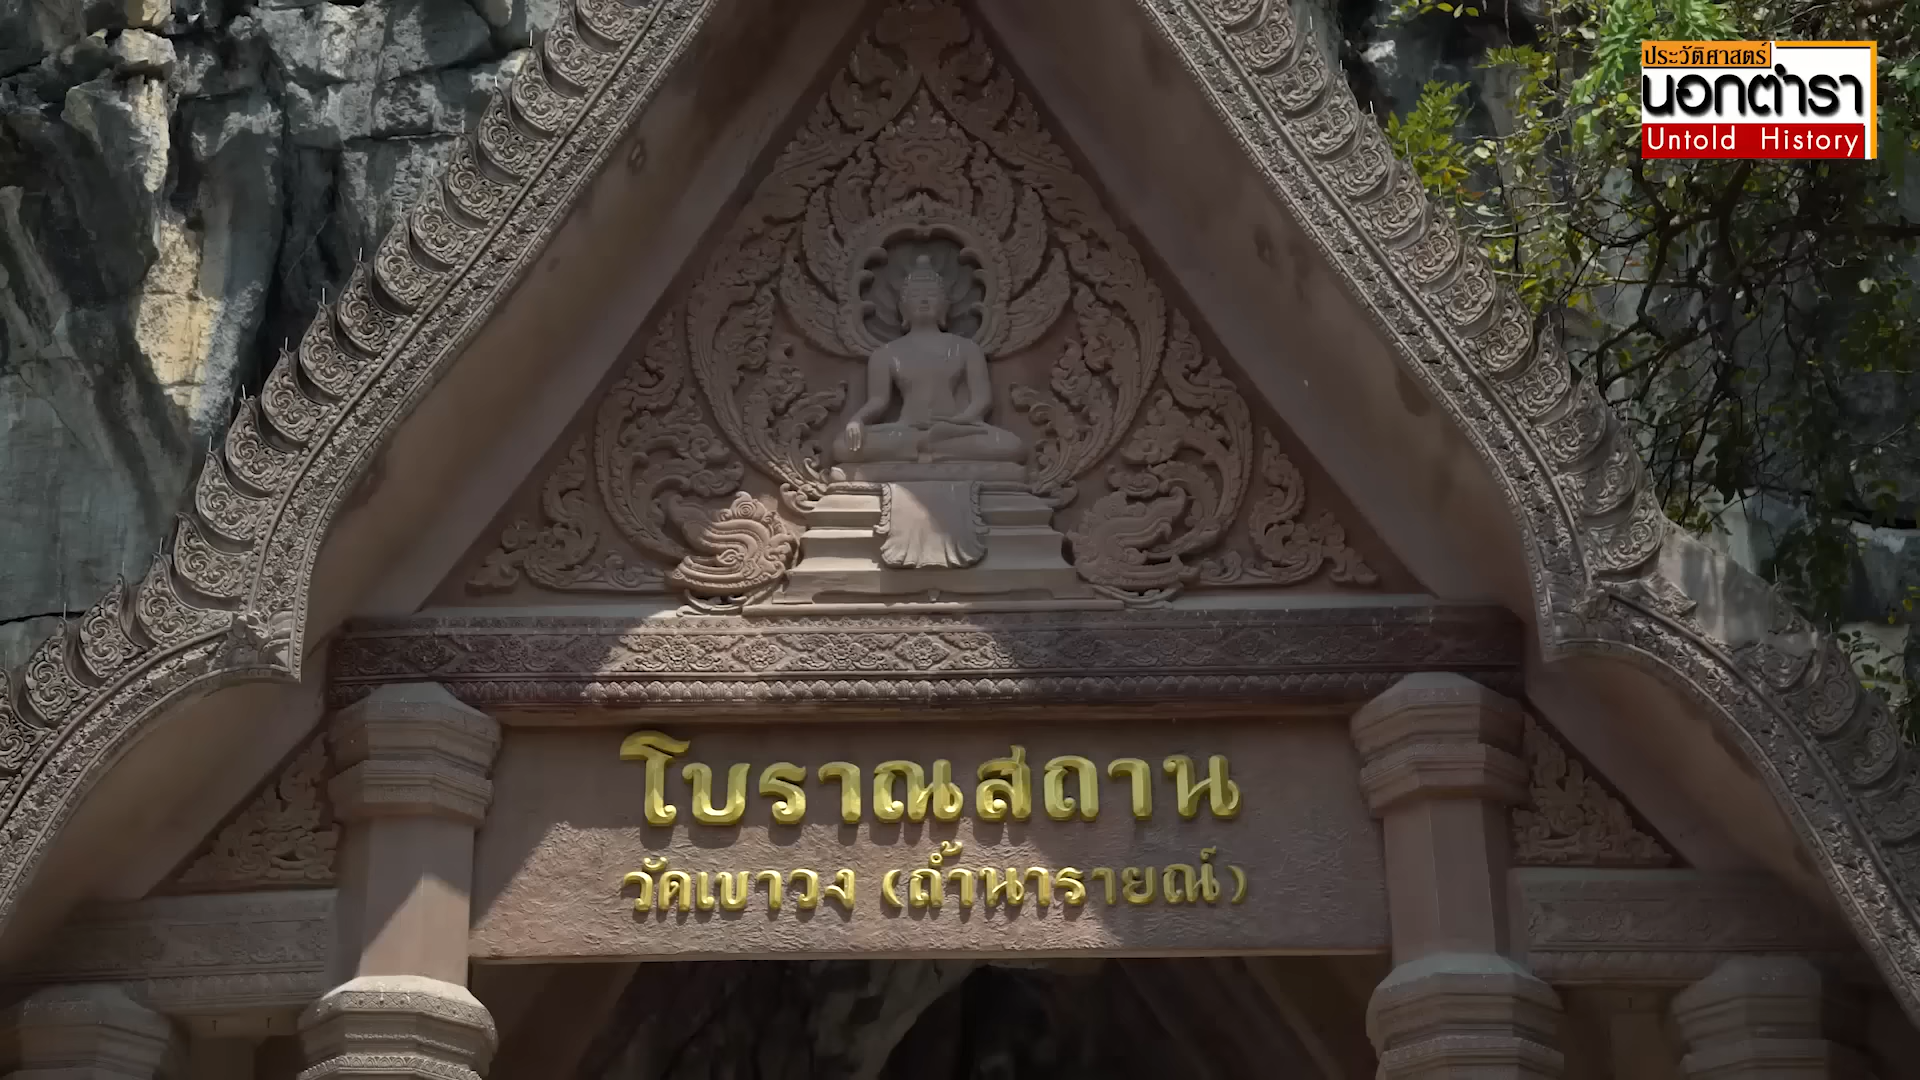 ประวัติศาสตร์
นอกตำรา
Untold History
โบราณสถาน
วัดเขาวง (ถ้ำนารายณ์)